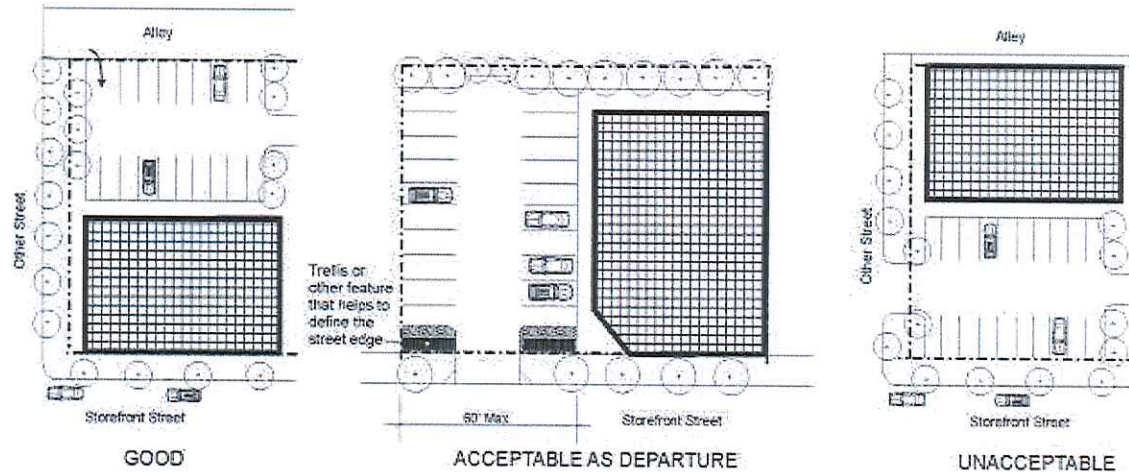 Alley
Other Street
Storefront Street
GOOD
Trellis or
other feature
that helps to
define the
street edge
60' Max
Storefront Street
ACCEPTABLE AS DEPARTURE
Alley
Other Street
Storefront Street
UNACCEPTABLE